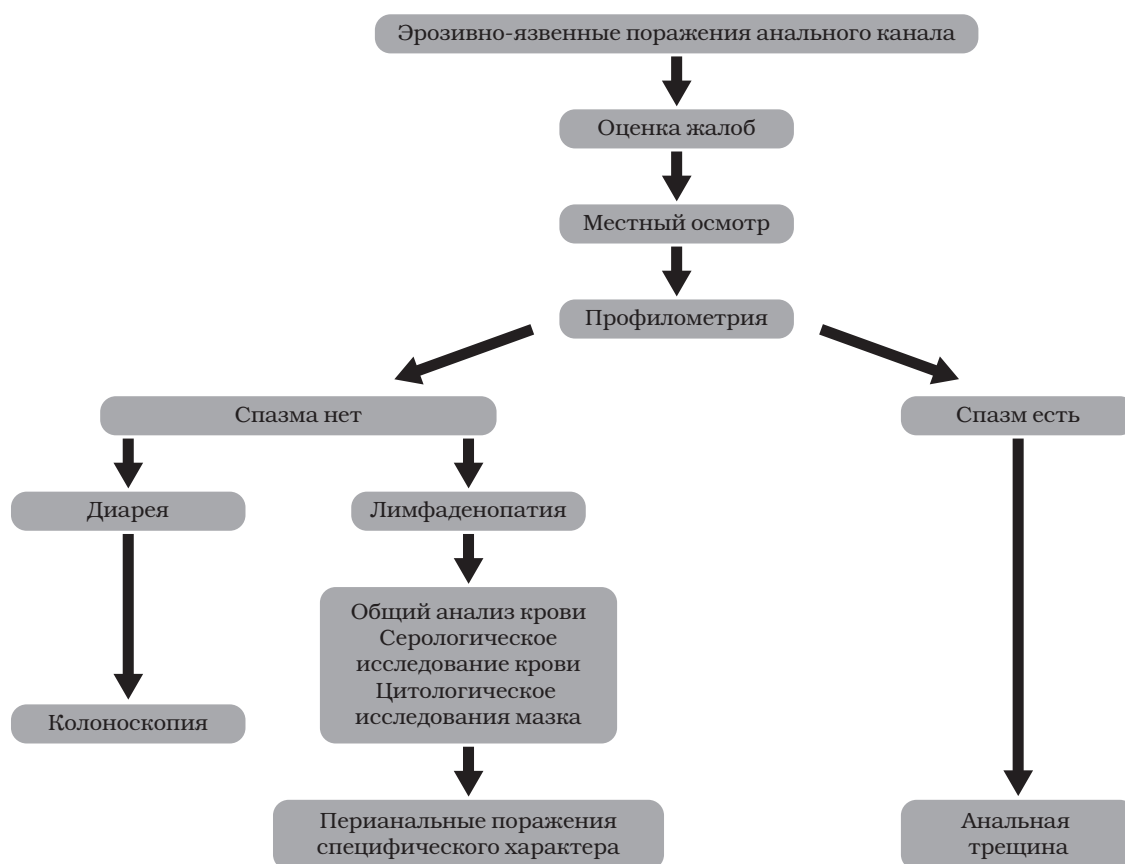 Эрозивно-язвенные поражения анального канала
Оценка жалоб
Местный осмотр
Профилометрия
Спазма нет
Спазм есть
Диарея
Лимфаденопатия
Общий анализ крови
Серологическое
исследование крови
Цитологическое
исследования мазка
Колоноскопия
Перианальные поражения
специфического характера
Анальная
трещина